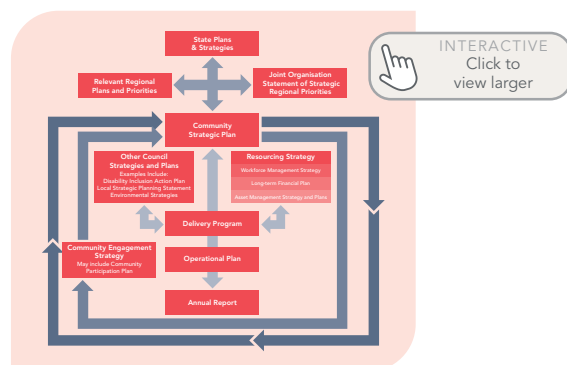 State Plans
& Strategies
Relevant Regional
Plans and Priorities
Joint Organisation
Statement of Strategic
Regional Priorities
INTERACTIVE
Click to
view larger
Community
Strategic Plan
Other Council
Strategies and Plans
Examples Include:
Disability Inclusion Action Plan
Local Strategic Planning Statement
Environmental Strategies
Resourcing Strategy
Workforce Management Strategy
Long-term Financial Plan
Asset Management Strategy and Plans
Delivery Program
Community Engagement
Strategy
May include Community
Participation Plan
Operational Plan
Annual Report